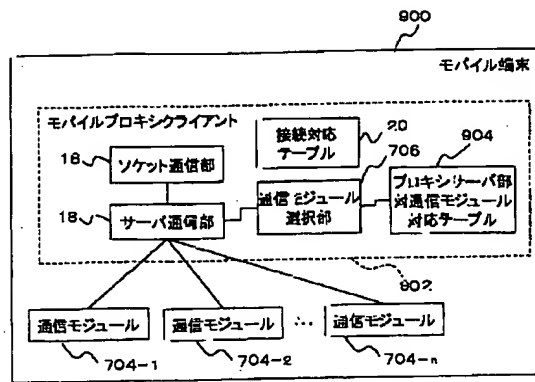 900
モバイル端末
モバイルプロキシクライアント
接続対応
テーブル
20
904
16
ソケット通信部
706
プロキシサーバ部
対通信モジュール
対応テーブル
通信モジュール
選択部
18
サーバ通信部
902
通信モジュール
通信モジュール
...
通信モジュール
704-1
704-2
704-n